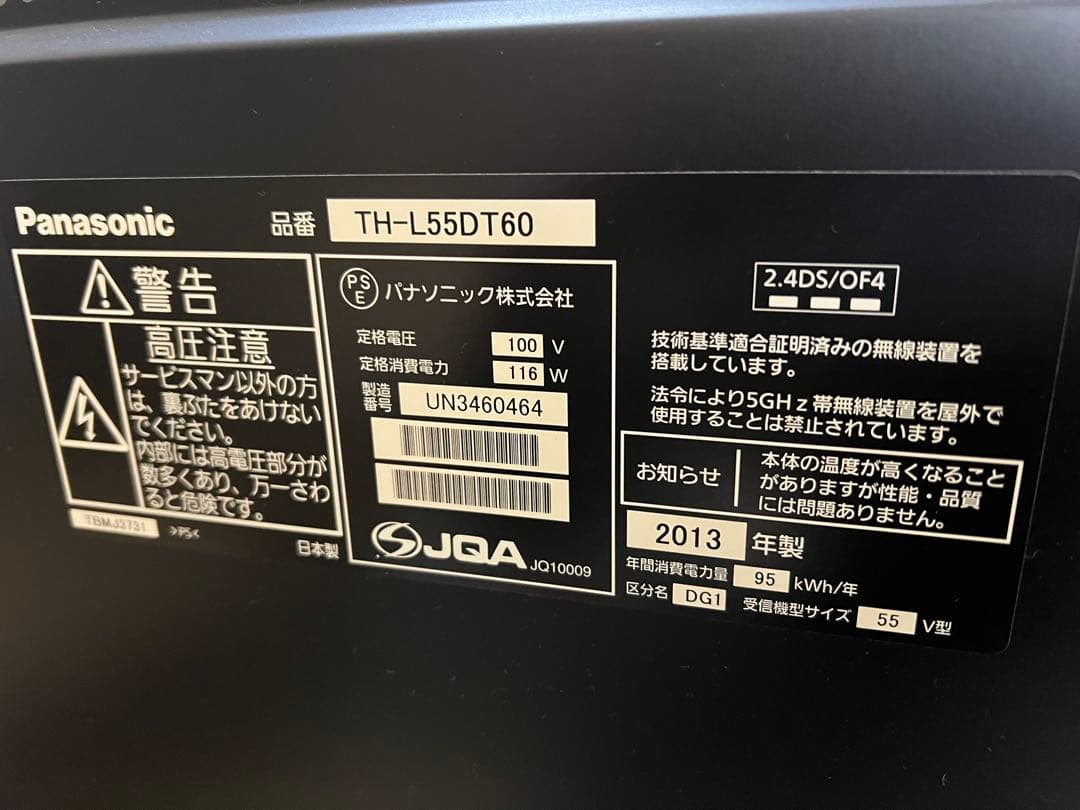 Panasonic
品番 TH-L55DT60
警告
高圧注意
サービスマン以外の方
は、裏ぶたをあけない
でください。
内部には高電圧部分が
数多くあり、万一さわ
ると危険です。
TBMJ3731 >PS<
日本製
PSE パナソニック株式会社
定格電圧 100 V
定格消費電力 116 W
製造番号 UN3460464
JQA JQ10009
2.4DS/OF4
技術基準適合証明済みの無線装置を
搭載しています。
法令により5GHz帯無線装置を屋外で
使用することは禁止されています。
お知らせ
本体の温度が高くなること
がありますが性能・品質
には問題ありません。
2013 年製
年間消費電力量 95 kWh/年
区分名 DG1 受信機型サイズ 55 V型